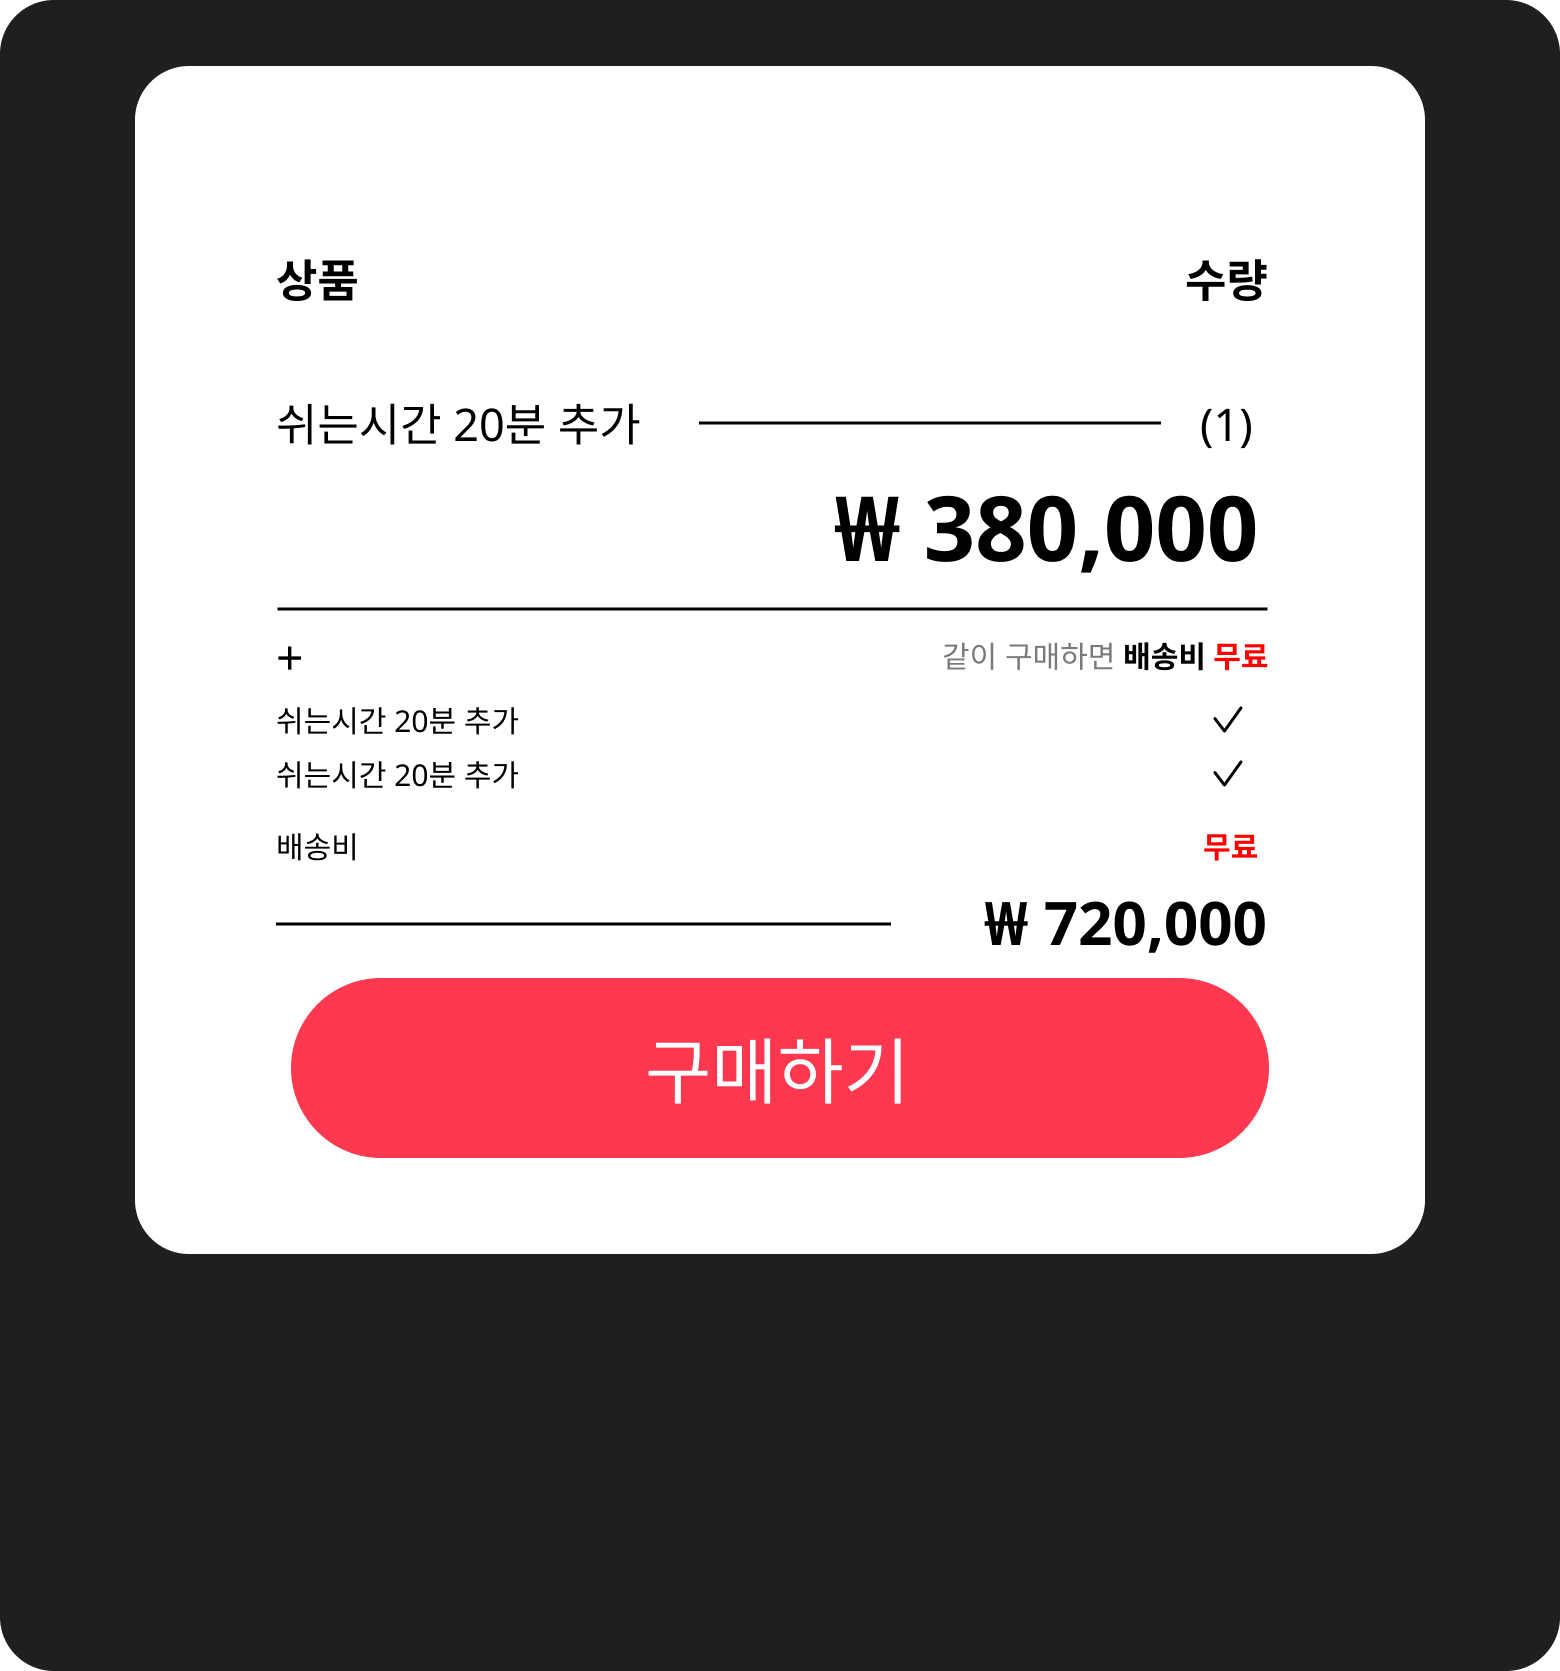 상품 수량
쉬는시간 20분 추가 (1)
₩ 380,000
+ 같이 구매하면 배송비 무료
쉬는시간 20분 추가
쉬는시간 20분 추가
배송비 무료
₩ 720,000
구매하기